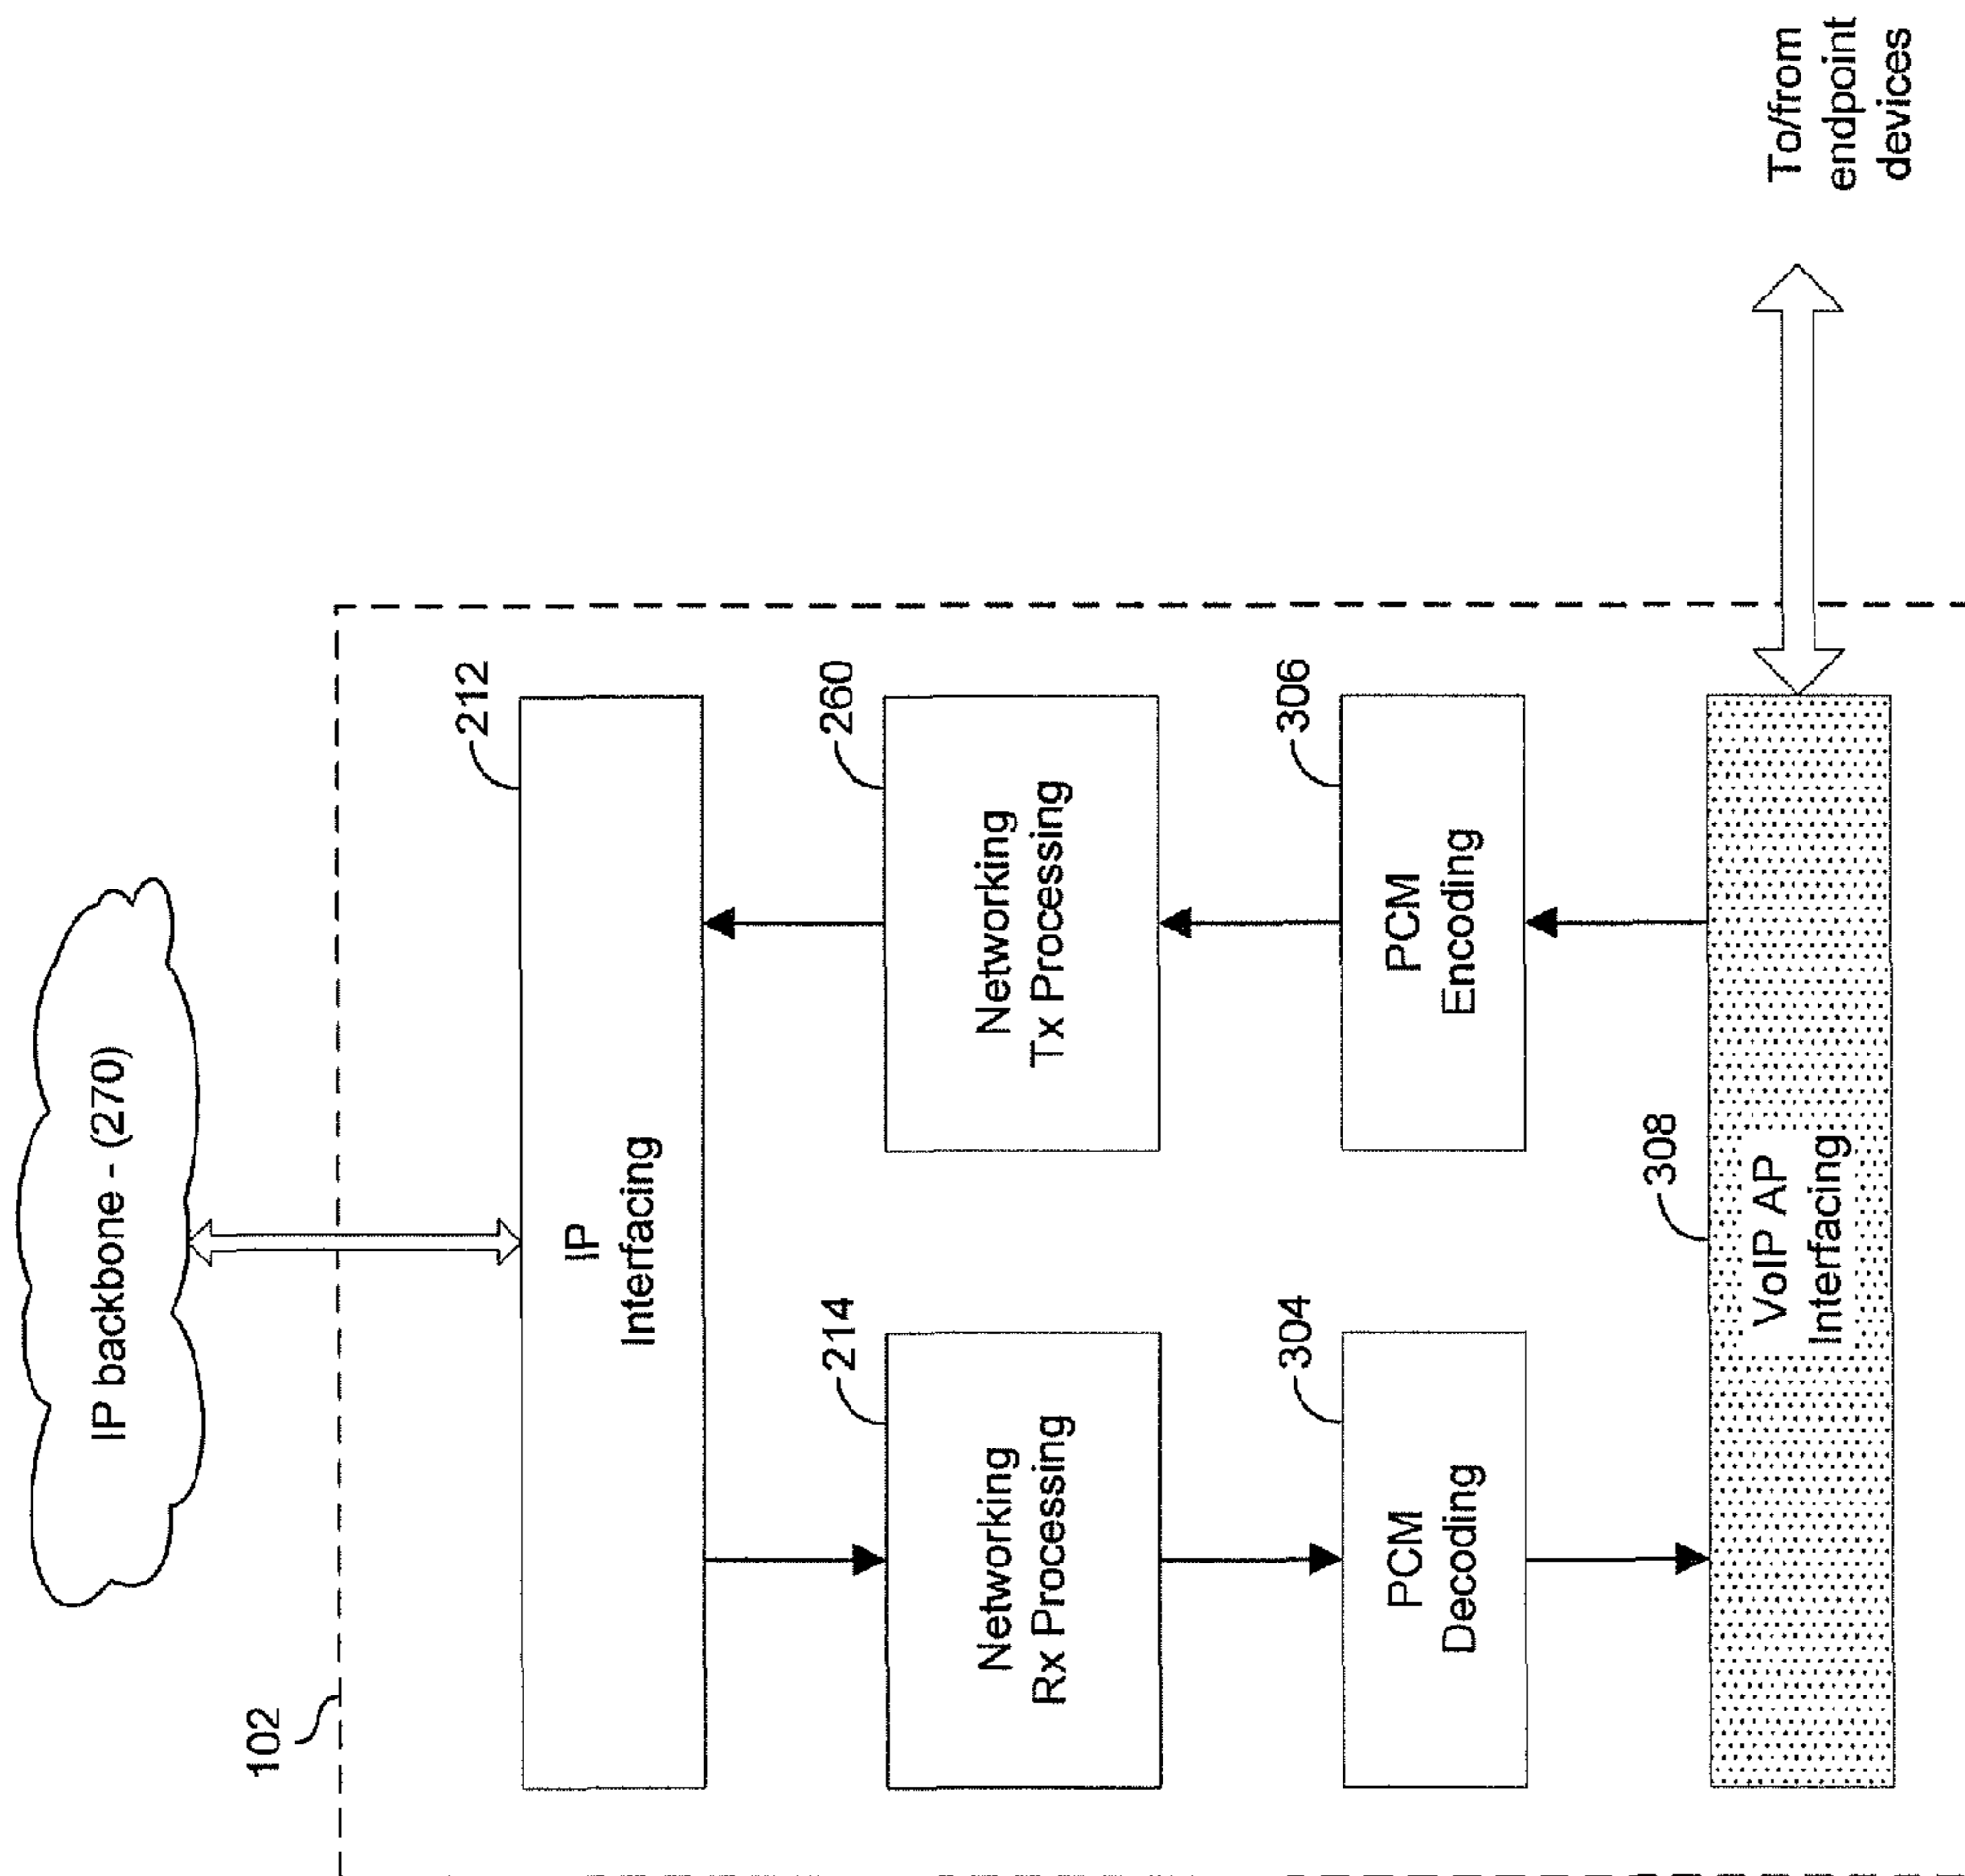 IP backbone - (270)
102
212
IP
Interfacing
214
Networking
Rx Processing
260
Networking
Tx Processing
304
PCM
Decoding
306
PCM
Encoding
308
VoIP AP
Interfacing
To/from
endpoint
devices